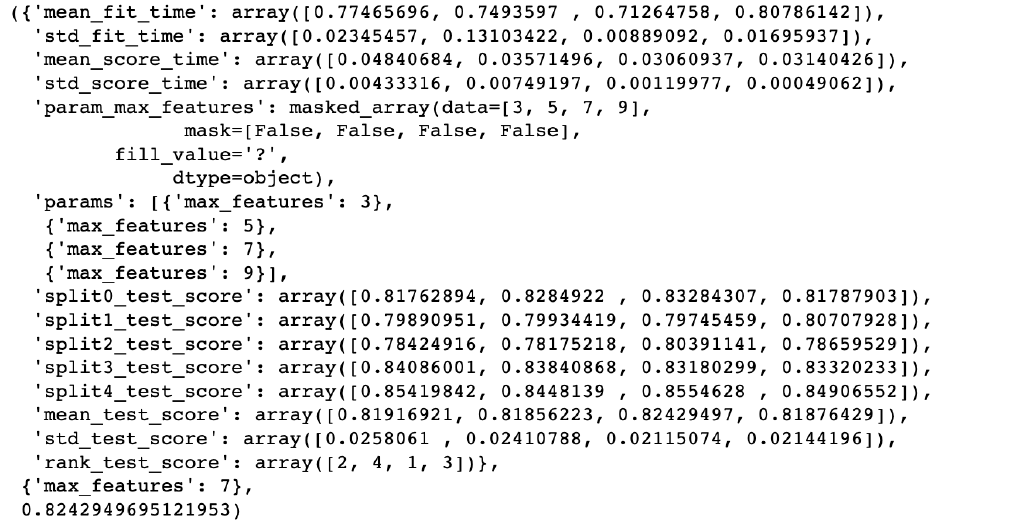 ({'mean_fit_time': array([0.77465696, 0.7493597 , 0.71264758, 0.80786142]),
'std_fit_time': array([0.02345457, 0.13103422, 0.00889092, 0.01695937]),
'mean_score_time': array([0.04840684, 0.03571496, 0.03060937, 0.03140426]),
'std_score_time': array([0.00433316, 0.00749197, 0.00119977, 0.00049062]),
'param_max_features': masked_array(data=[3, 5, 7, 9],
mask=[False, False, False, False],
fill_value='?',
dtype=object),
'params': [{'max_features': 3},
{'max_features': 5},
{'max_features': 7},
{'max_features': 9}],
'split0_test_score': array([0.81762894, 0.8284922 , 0.83284307, 0.81787903]),
'split1_test_score': array([0.79890951, 0.79934419, 0.79745459, 0.80707928]),
'split2_test_score': array([0.78424916, 0.78175218, 0.80391141, 0.78659529]),
'split3_test_score': array([0.84086001, 0.83840868, 0.83180299, 0.83320233]),
'split4_test_score': array([0.85419842, 0.8448139 , 0.8554628 , 0.84906552]),
'mean_test_score': array([0.81916921, 0.81856223, 0.82429497, 0.81876429]),
'std_test_score': array([0.0258061 , 0.02410788, 0.02115074, 0.02144196]),
'rank_test_score': array([2, 4, 1, 3])},
{'max_features': 7},
0.8242949695121953)